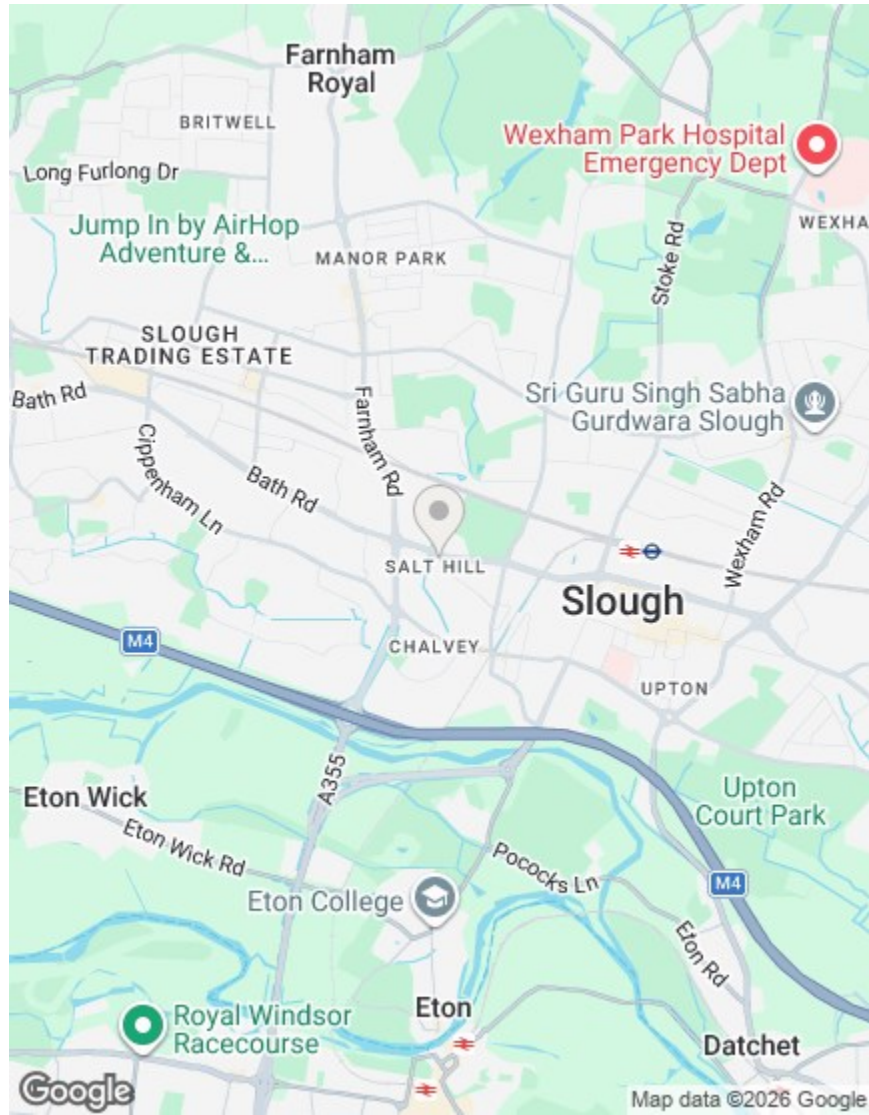 Farnham
Royal
BRITWELL
Wexham Park Hospital
Emergency Dept
Long Furlong Dr
WEXHA
Jump In by AirHop
Adventure &...
MANOR PARK
Stoke Rd
SLOUGH
TRADING ESTATE
Bath Rd
Farnham Rd
Sri Guru Singh Sabha
Gurdwara Slough
Cippenham Ln
Bath Rd
Wexham Rd
SALT HILL
Slough
M4
CHALVEY
UPTON
A355
Eton Wick
Upton
Court Park
Eton Wick Rd
Pococks Ln
M4
Eton College
Eton Rd
Eton
Royal Windsor
Racecourse
Datchet
Google
Map data ©2026 Google